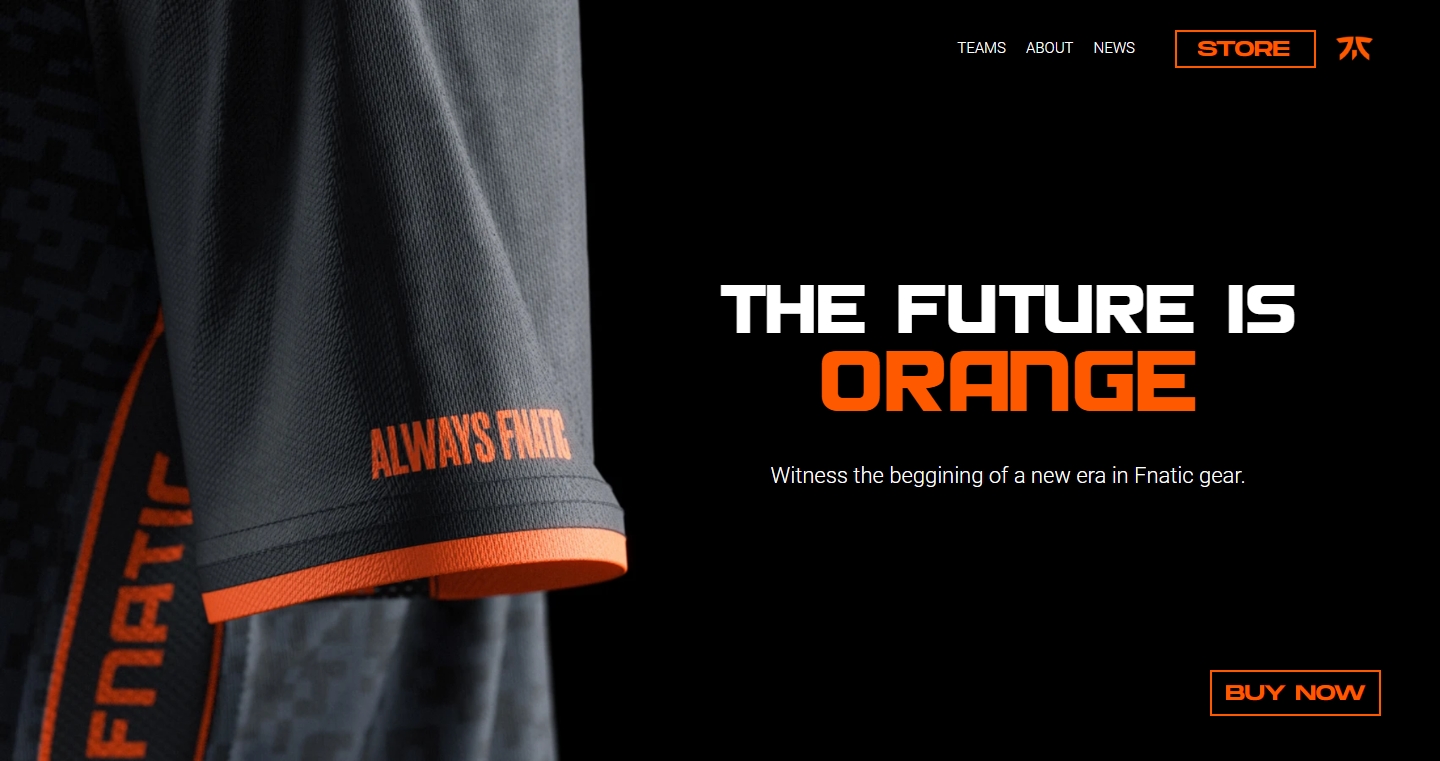 TEAMS ABOUT NEWS STORE
THE FUTURE IS
ORANGE
ALWAYS FNATIC
Witness the beggining of a new era in Fnatic gear.
FNATIC
BUY NOW